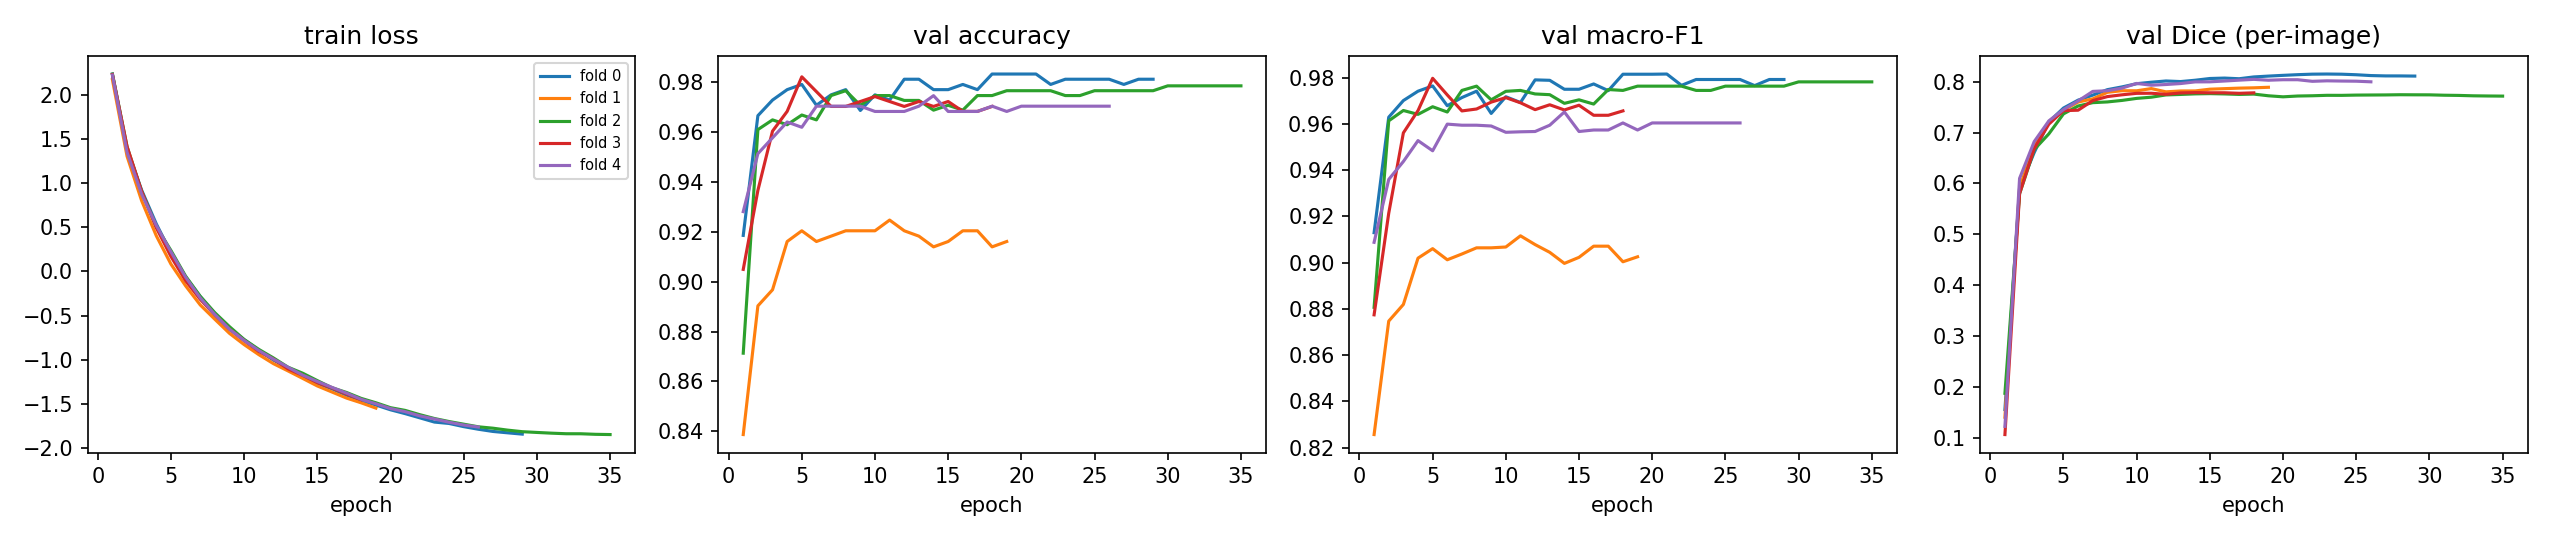 train loss
2.0
1.5
1.0
0.5
0.0
−0.5
−1.0
−1.5
−2.0
fold 0
fold 1
fold 2
fold 3
fold 4
0 5 10 15 20 25 30 35
epoch
val accuracy
0.98
0.96
0.94
0.92
0.90
0.88
0.86
0.84
0 5 10 15 20 25 30 35
epoch
val macro-F1
0.98
0.96
0.94
0.92
0.90
0.88
0.86
0.84
0.82
0 5 10 15 20 25 30 35
epoch
val Dice (per-image)
0.8
0.7
0.6
0.5
0.4
0.3
0.2
0.1
0 5 10 15 20 25 30 35
epoch